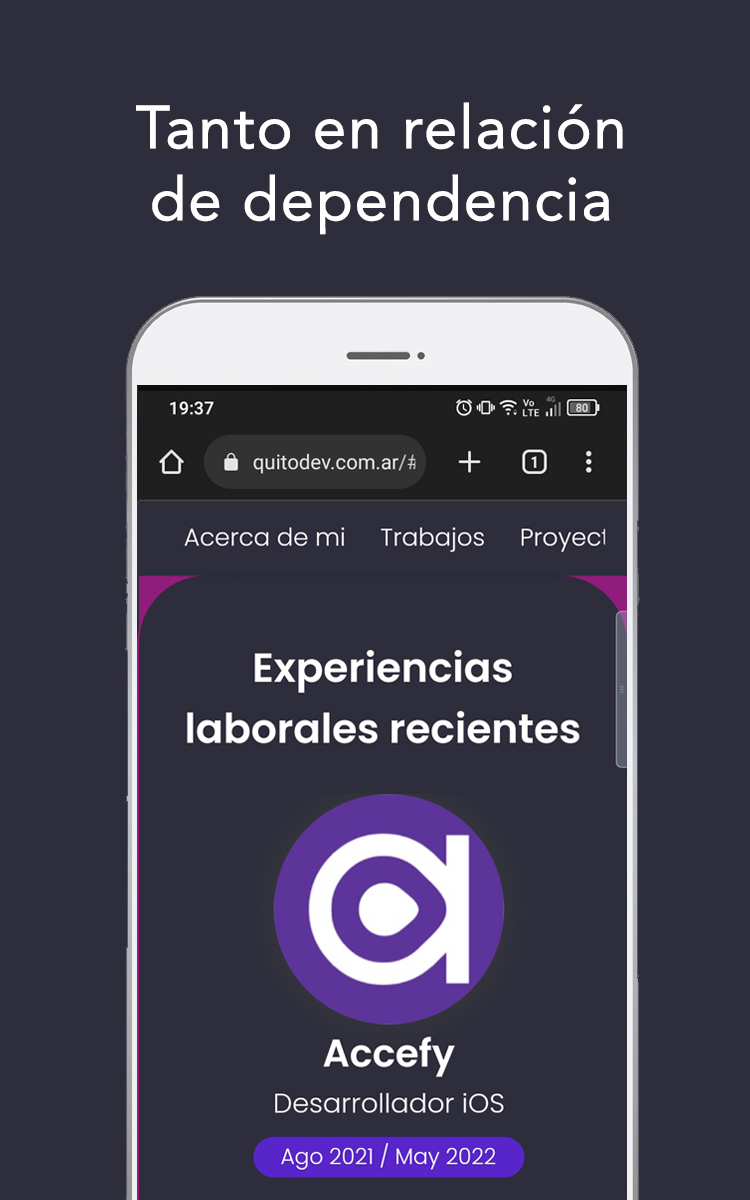 Tanto en relación
de dependencia
19:37
Vo
LTE
4G
80
quitodev.com.ar/#
1
Acerca de mi Trabajos Proyect
Experiencias
laborales recientes
Accefy
Desarrollador iOS
Ago 2021 / May 2022